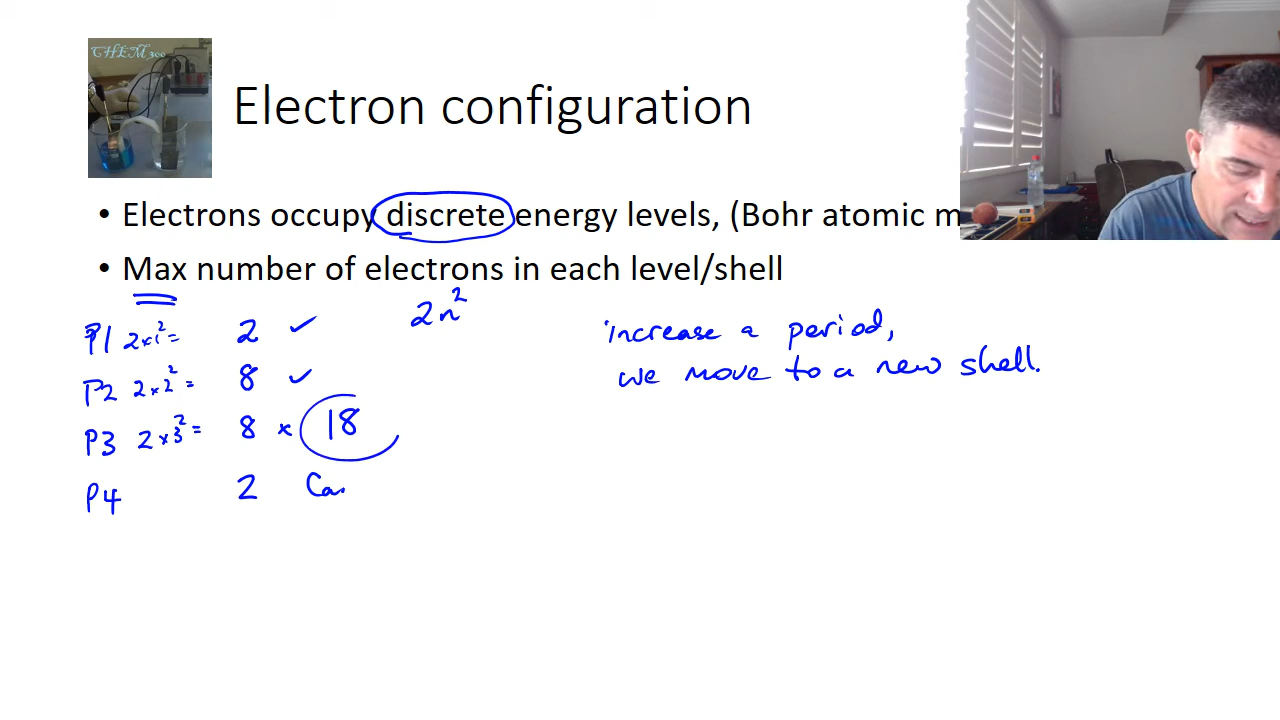 CHEM300
Electron configuration
• Electrons occupy discrete energy levels, (Bohr atomic m
• Max number of electrons in each level/shell
2n²
P1 2×1²= 2 ✓
P2 2×2²= 8 ✓
P3 2×3²= 8 × 18
P4 2 Ca.
increase a period,
we move to a new shell.